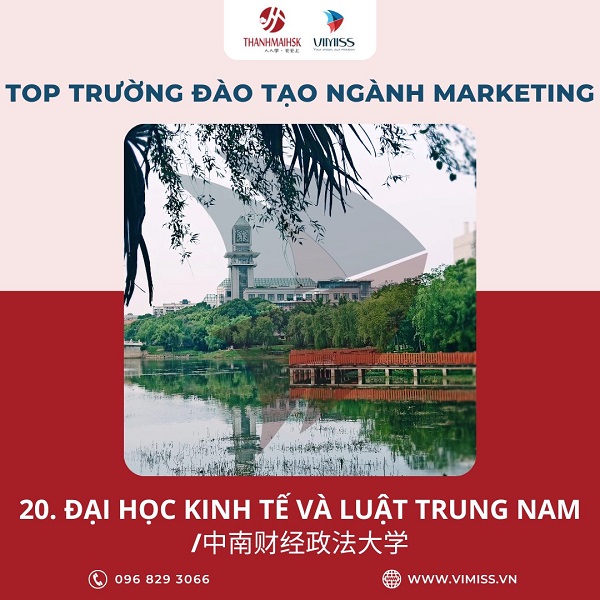 THANHMAIHSK
VIMISS
TOP TRƯỜNG ĐÀO TẠO NGÀNH MARKETING
20. ĐẠI HỌC KINH TẾ VÀ LUẬT TRUNG NAM
/中南财经政法大学
096 829 3066
WWW.VIMISS.VN